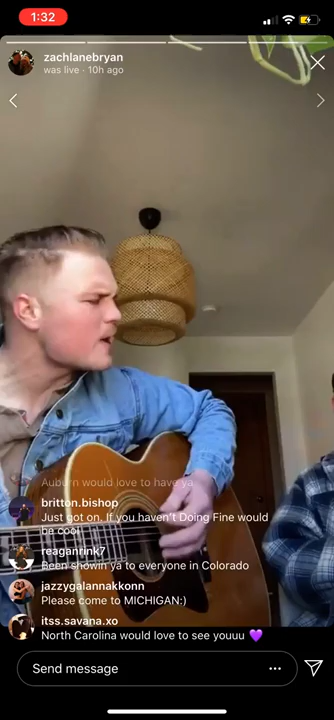 1:32
zachlanebryan
was live · 10h ago
Auburn would love to have ya
britton.bishop
Just got on. If you haven't Doing Fine would
be cool
reaganrink7
Been showin ya to everyone in Colorado
jazzygalannakkonn
Please come to MICHIGAN:)
itss.savana.xo
North Carolina would love to see youuu 💜
Send message